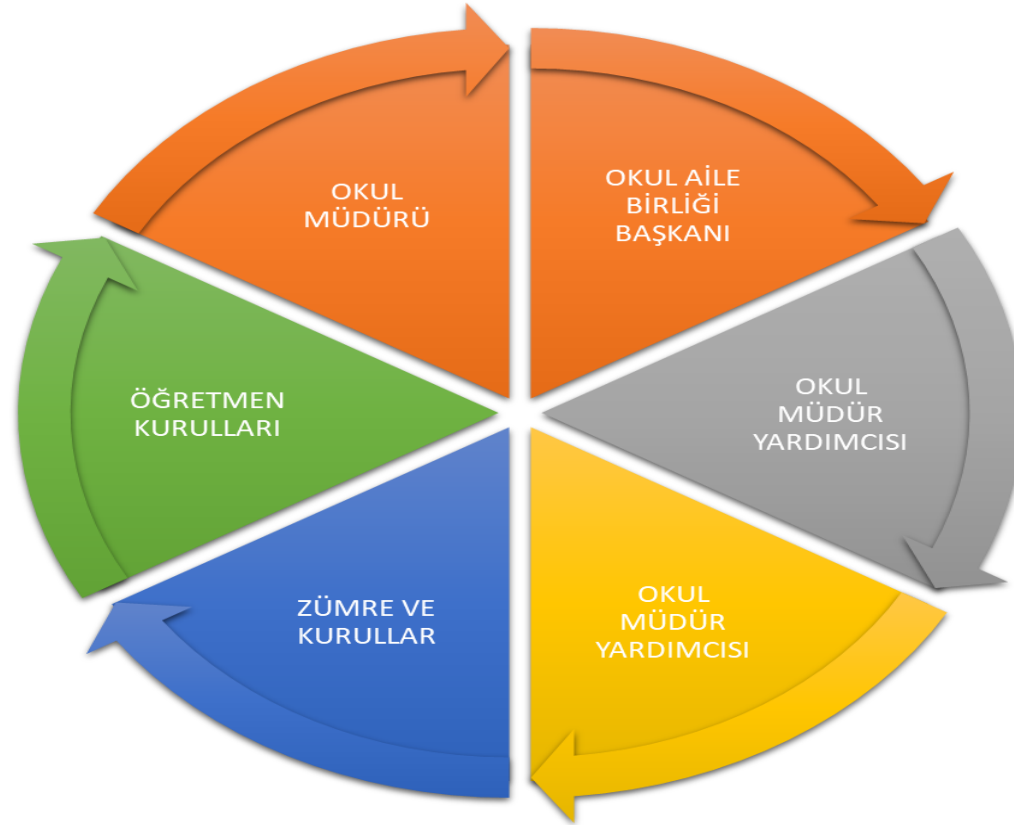 OKUL
MÜDÜRÜ
OKUL AİLE
BİRLİĞİ
BAŞKANI
OKUL
MÜDÜR
YARDIMCISI
OKUL
MÜDÜR
YARDIMCISI
ZÜMRE VE
KURULLAR
ÖĞRETMEN
KURULLARI